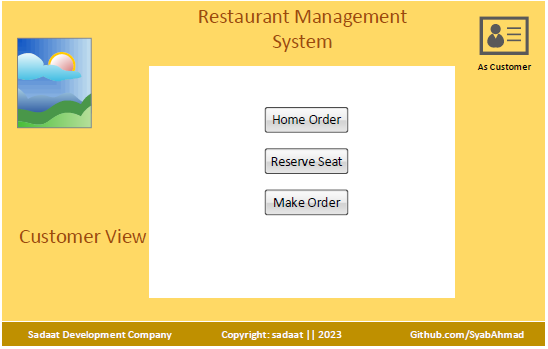 Restaurant Management
System
As Customer
Home Order
Reserve Seat
Make Order
Customer View
Sadaat Development Company
Copyright: sadaat || 2023
Github.com/SyabAhmad